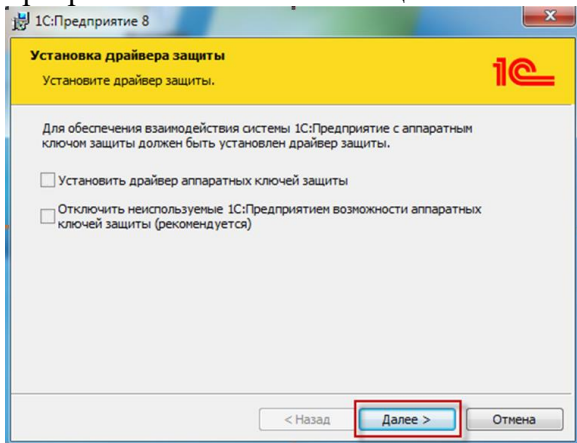 1С:Предприятие 8
Установка драйвера защиты
Установите драйвер защиты.
1С
Для обеспечения взаимодействия системы 1С:Предприятие с аппаратным
ключом защиты должен быть установлен драйвер защиты.
Установить драйвер аппаратных ключей защиты
Отключить неиспользуемые 1С:Предприятием возможности аппаратных
ключей защиты (рекомендуется)
< Назад
Далее >
Отмена